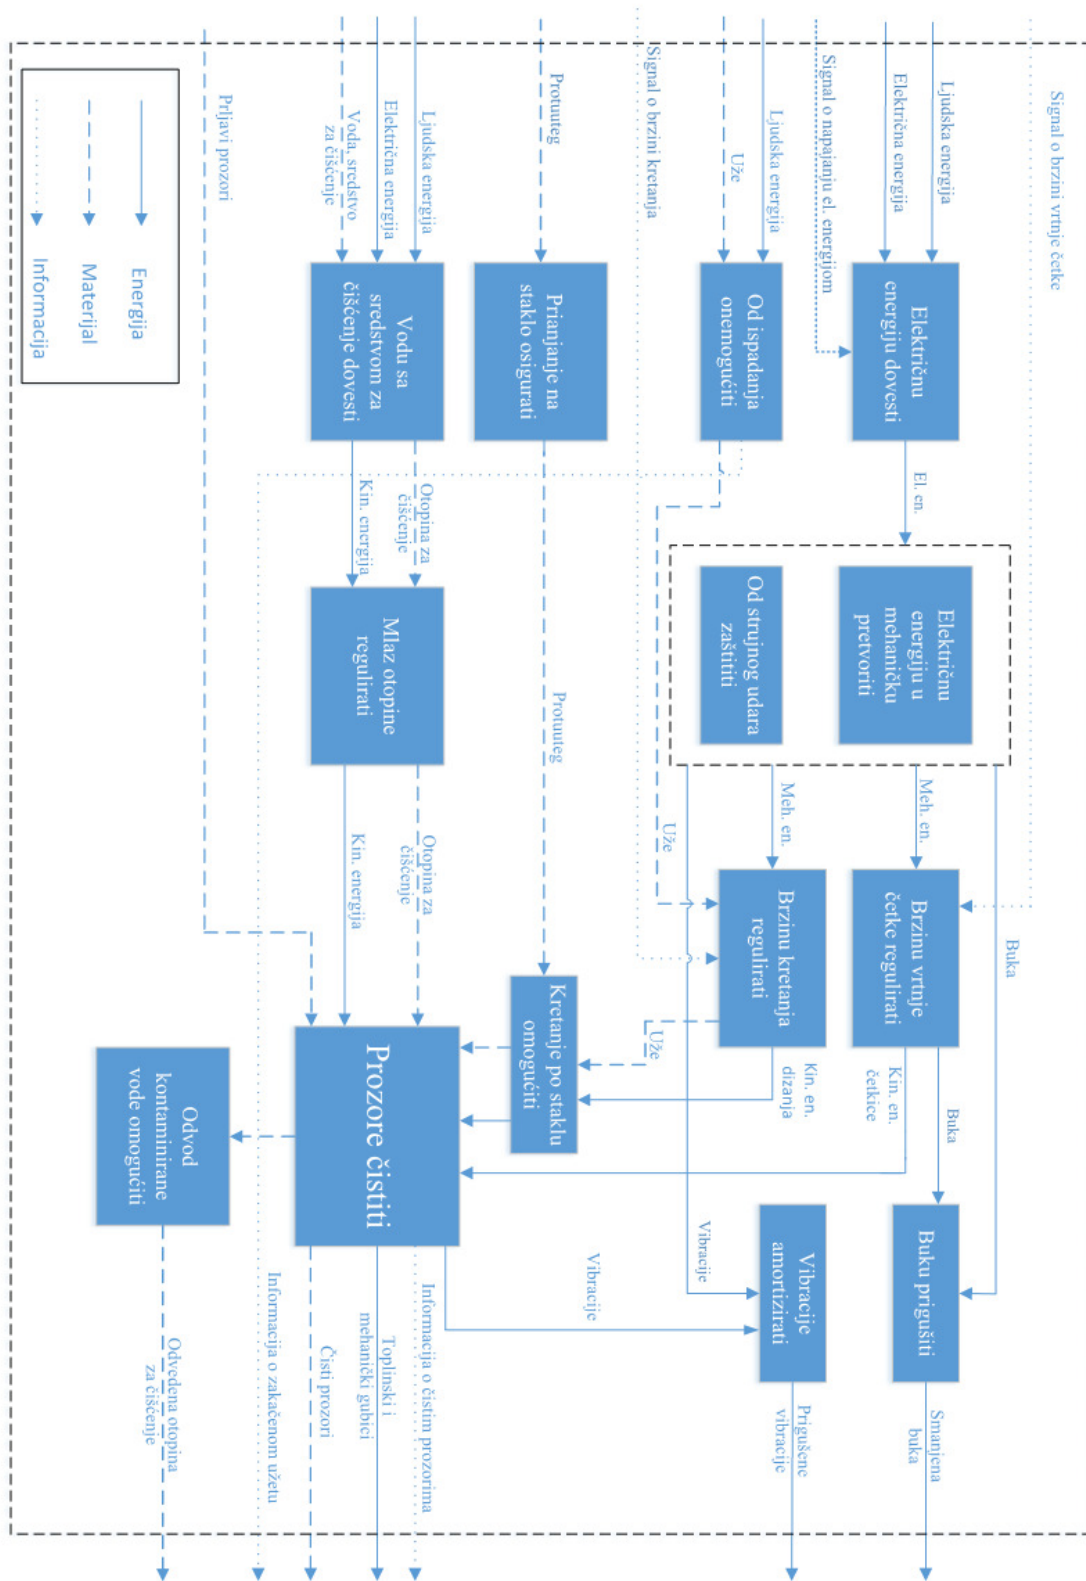 Signal o brzini vrtnje četke
Ljudska energija
Električna energija
Signal o napajanju el. energijom
Električnu
energiju dovesti
El. en.
Električnu
energiju u
mehaničku
pretvoriti
Od strujnog udara
zaštititi
Meh. en.
Meh. en.
Buka
Brzinu vrtnje
četke regulirati
Buka
Kin. en.
četkice
Buku prigušiti
Smanjena
buka
Ljudska energija
Uže
Od ispadanja
onemogućiti
Uže
Brzinu kretanja
regulirati
Kin. en.
dizanja
Uže
Vibracije
Vibracije
Vibracije
amortizirati
Prigušene
vibracije
Signal o brzni kretanja
Protuuteg
Prianjanje na
staklo osigurati
Protuuteg
Kretanje po staklu
omogućiti
Ljudska energija
Električna energija
Voda, sredstvo
za čišćenje
Vodu sa
sredstvom za
čišćenje dovesti
Otopina za
čišćenje
Kin. energija
Mlaz otopine
regulirati
Otopina za
čišćenje
Kin. energija
Prozore čistiti
Informacija o čistim prozorima
Toplinski i
mehanički gubici
Čisti prozori
Informacija o zakačenom užetu
Prljavi prozori
Odvod
kontaminirane
vode omogućiti
Odvedena otopina
za čišćenje
Energija
Materijal
Informacija